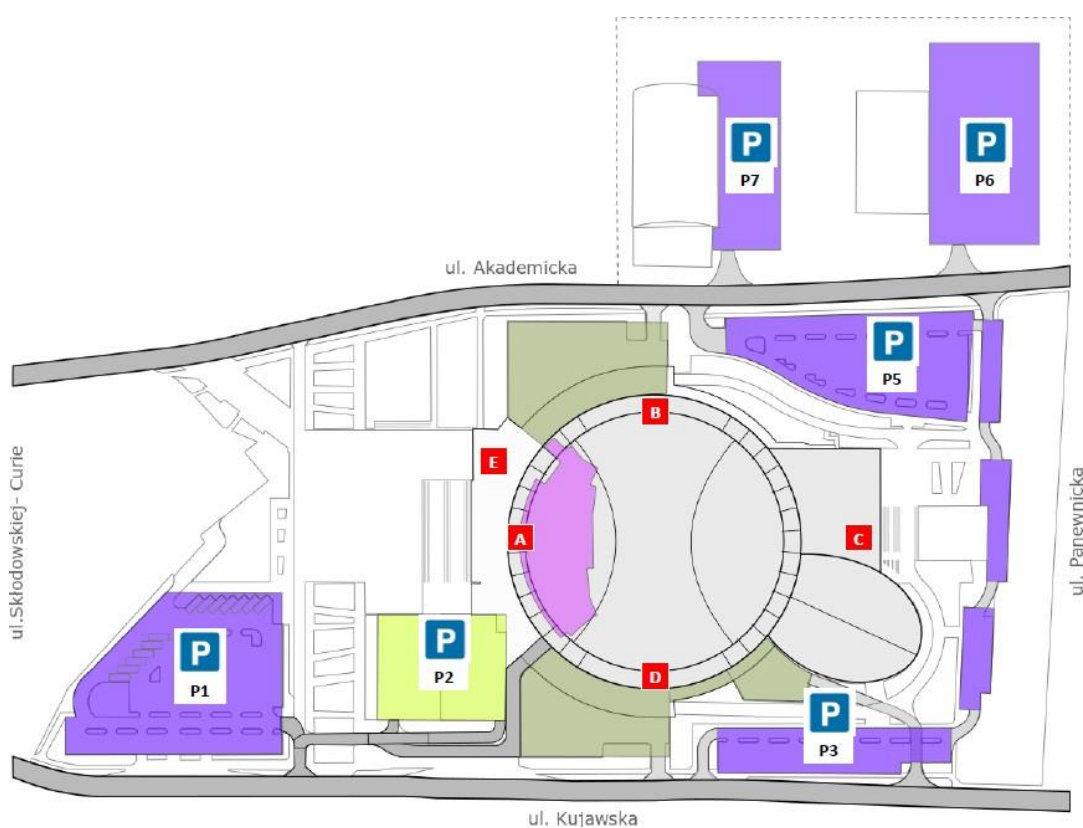 P
P7
P
P6
ul. Akademicka
P
P5
B
E
A
C
ul.Skłodowskiej- Curie
ul. Panewnicka
P
P1
P
P2
D
P
P3
ul. Kujawska